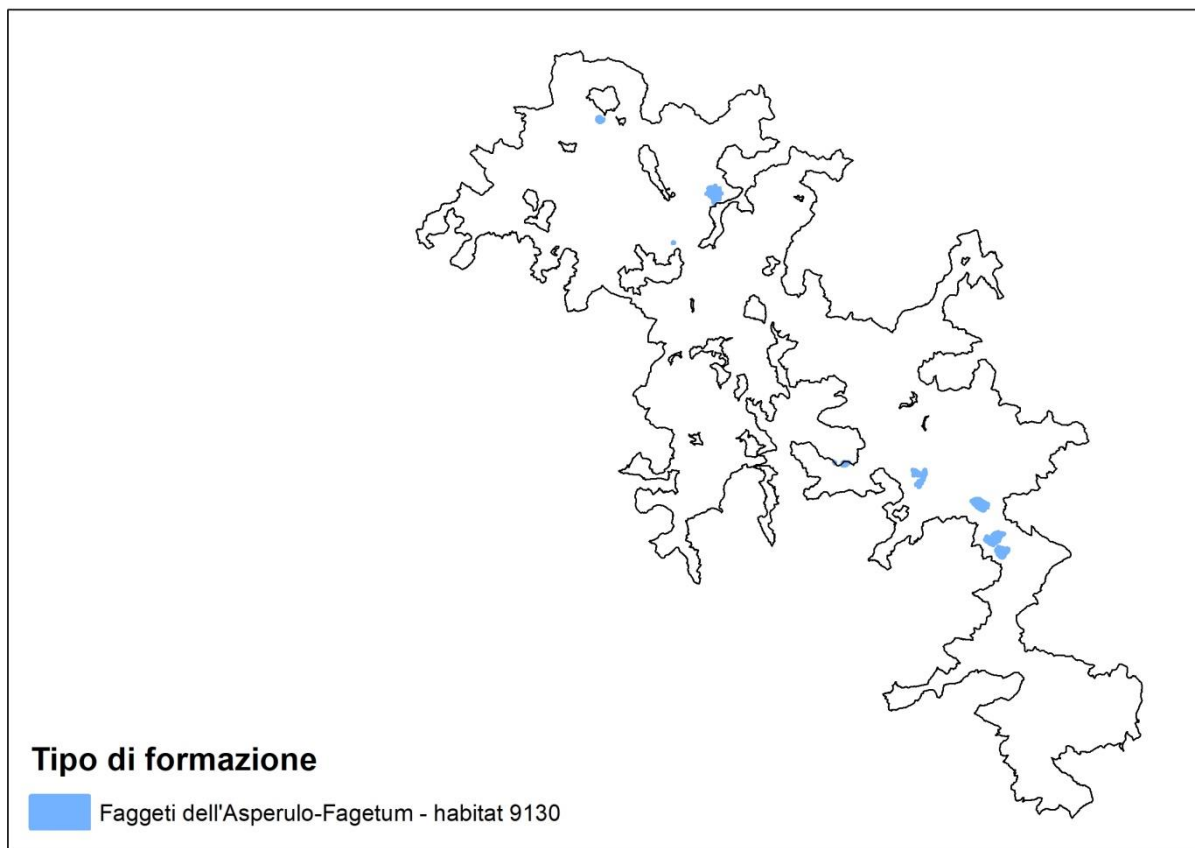 Tipo di formazione
Faggeti dell'Asperulo-Fagetum - habitat 9130